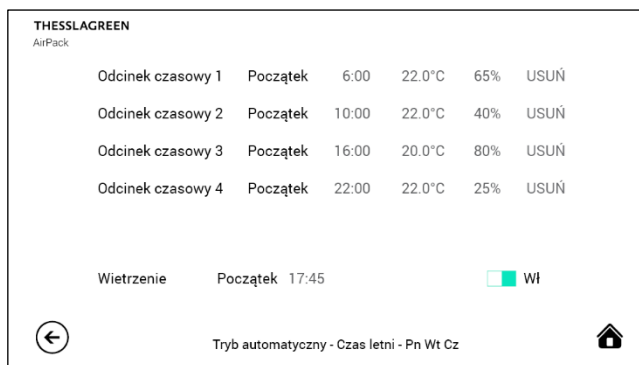 THESSLAGREEN
AirPack
Odcinek czasowy 1 Początek 6:00 22.0°C 65% USUŃ
Odcinek czasowy 2 Początek 10:00 22.0°C 40% USUŃ
Odcinek czasowy 3 Początek 16:00 20.0°C 80% USUŃ
Odcinek czasowy 4 Początek 22:00 22.0°C 25% USUŃ
Wietrzenie Początek 17:45 Wł
Tryb automatyczny - Czas letni - Pn Wt Cz